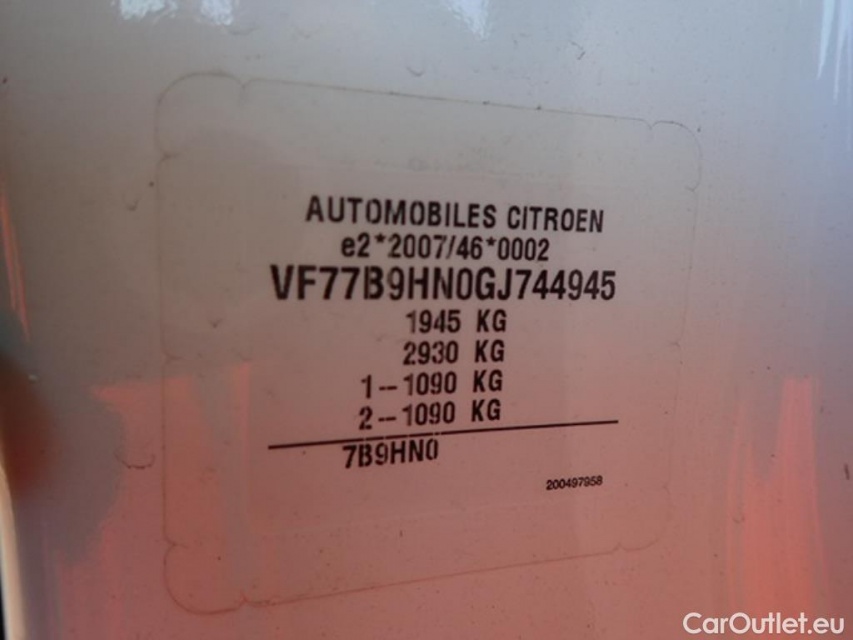 AUTOMOBILES CITROEN
e2*2007/46*0002
VF77B9HN0GJ744945
1945 KG
2930 KG
1--1090 KG
2--1090 KG
7B9HN0
200497958
CarOutlet.eu